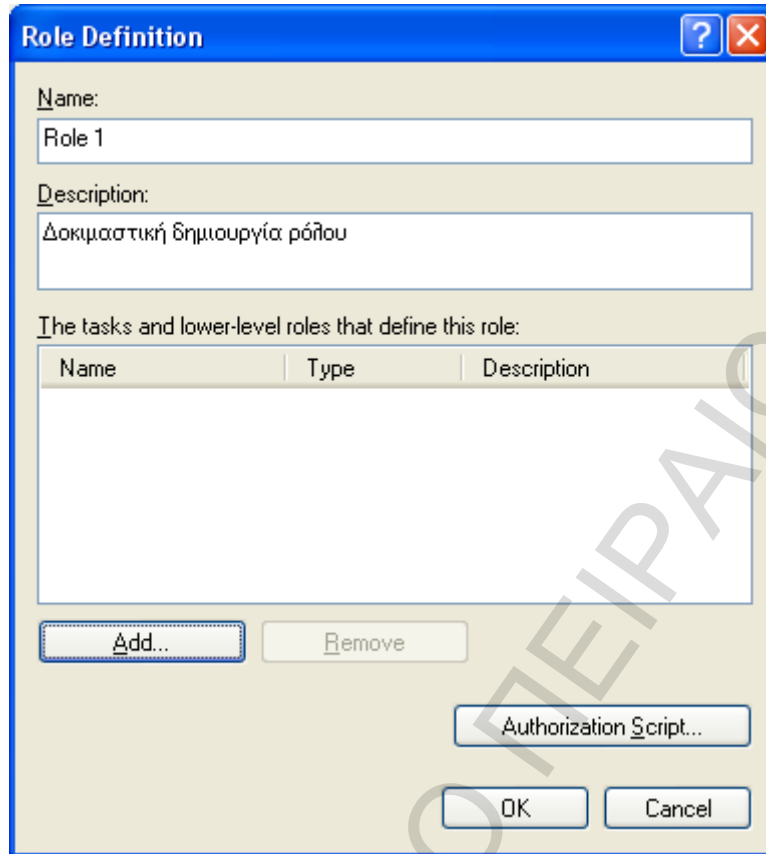 Role Definition
Name:
Role 1
Description:
Δοκιμαστική δημιουργία ρόλου
The tasks and lower-level roles that define this role:
Name Type Description
Add... Remove
Authorization Script...
OK Cancel
Ο ΠΕΙΡΑΙΩ